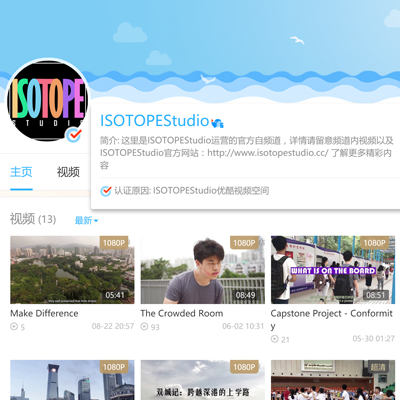 ISOTOPE
STUDIO
ISOTOPEStudio
简介: 这里是ISOTOPEStudio运营的官方自频道，详情请留意频道内视频以及
ISOTOPEStudio官方网站：http://www.isotopestudio.cc/ 了解更多精彩内
容
认证原因: ISOTOPEStudio优酷视频空间
主页 视频
视频 (13) 最新
1080P 1080P 1080P
WHAT IS ON THE BOARD
05:41 08:49 08:51
Make Difference The Crowded Room Capstone Project - Conformit
y
5 08-22 20:57 93 06-02 10:31
21 05-30 01:27
1080P 1080P 超清
双城记：跨越深港的上学路